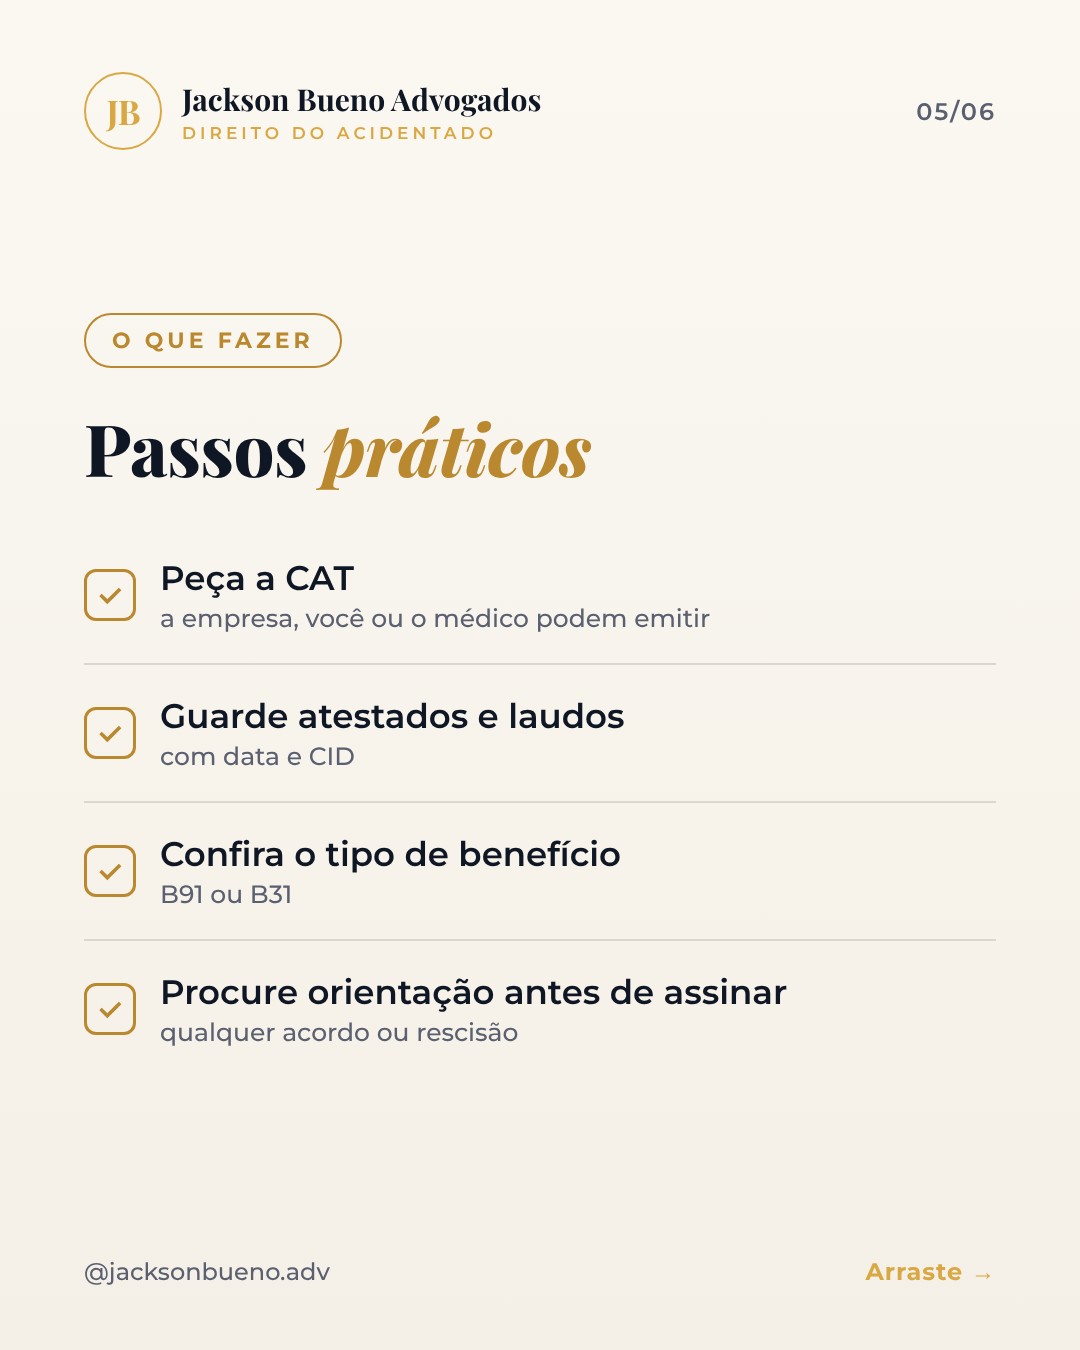 JB
Jackson Bueno Advogados
DIREITO DO ACIDENTADO
05/06
O QUE FAZER
Passos práticos
Peça a CAT
a empresa, você ou o médico podem emitir
Guarde atestados e laudos
com data e CID
Confira o tipo de benefício
B91 ou B31
Procure orientação antes de assinar
qualquer acordo ou rescisão
@jacksonbueno.adv
Arraste →